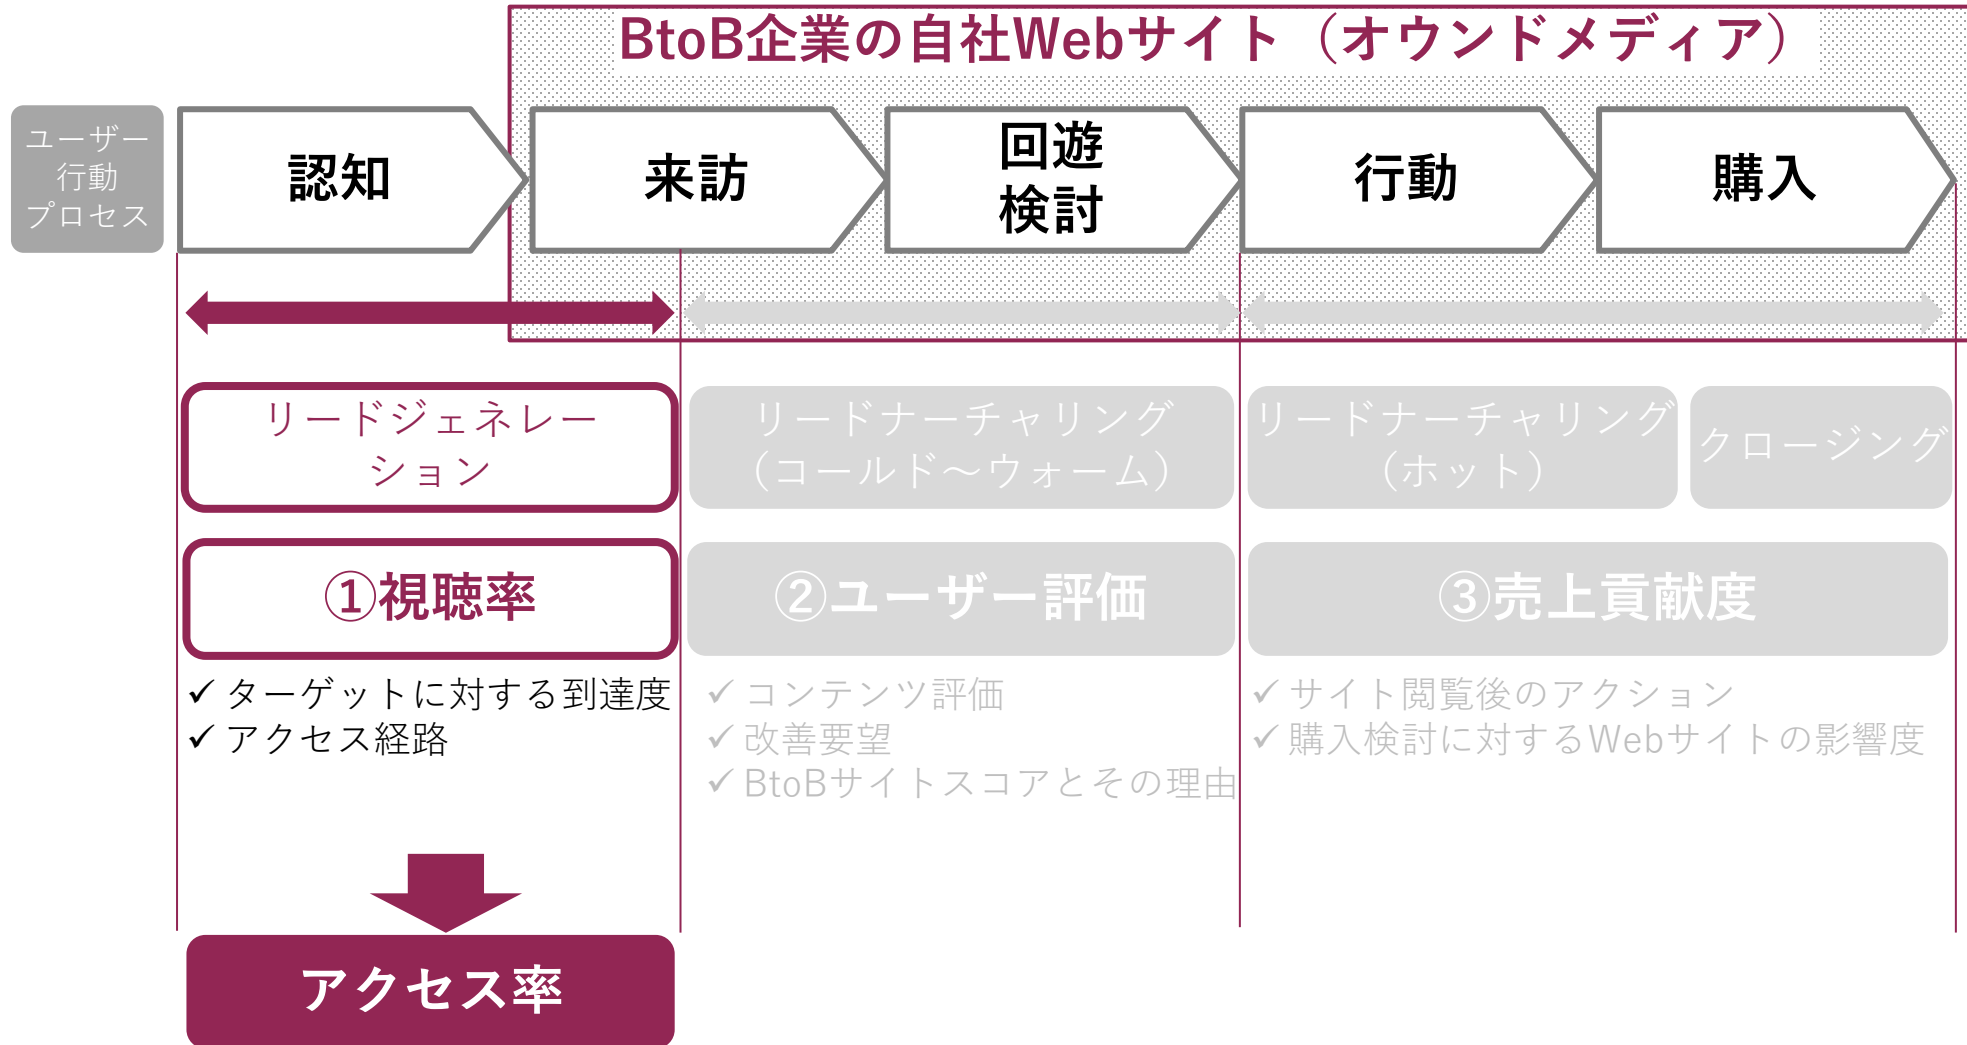 BtoB企業の自社Webサイト（オウンドメディア）
ユーザー
行動
プロセス
認知
来訪
回遊
検討
行動
購入
リードジェネレー
ション
リードナーチャリング
（コールド～ウォーム）
リードナーチャリング
（ホット）
クロージング
①視聴率
②ユーザー評価
③売上貢献度
✓ ターゲットに対する到達度
✓ アクセス経路
✓ コンテンツ評価
✓ 改善要望
✓ BtoBサイトスコアとその理由
✓ サイト閲覧後のアクション
✓ 購入検討に対するWebサイトの影響度
アクセス率